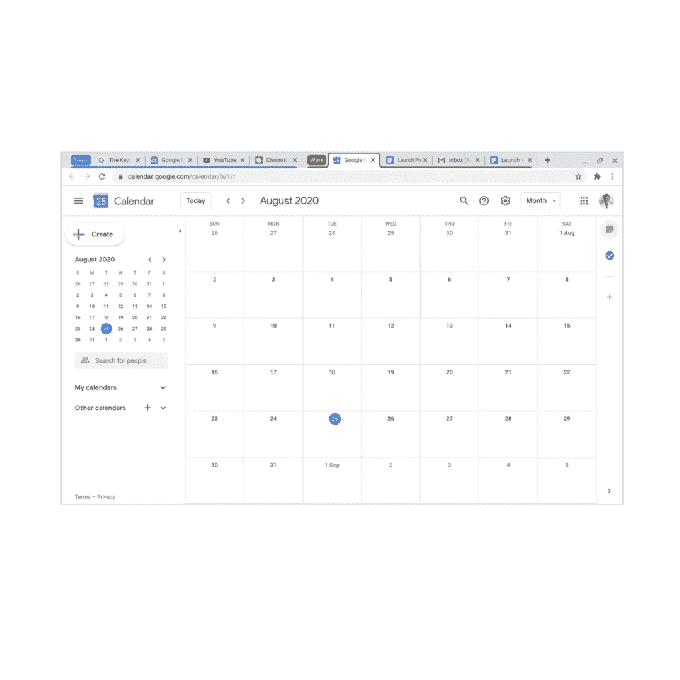 The Key
Google
YouTube
Chrome
Work
Google
Launch Pr
Inbox (1
Launch
calendar.google.com/calendar/b/1/r
25 Calendar Today August 2020 Month
Create
August 2020
S M T W T F S
26 27 28 29 30 31 1
2 3 4 5 6 7 8
9 10 11 12 13 14 15
16 17 18 19 20 21 22
23 24 25 26 27 28 29
30 31 1 2 3 4 5
Search for people
My calendars
Other calendars
Terms – Privacy
SUN MON TUE WED THU FRI SAT
26 27 28 29 30 31 1 Aug
2 3 4 5 6 7 8
9 10 11 12 13 14 15
16 17 18 19 20 21 22
23 24 25 26 27 28 29
30 31 1 Sep 2 3 4 5